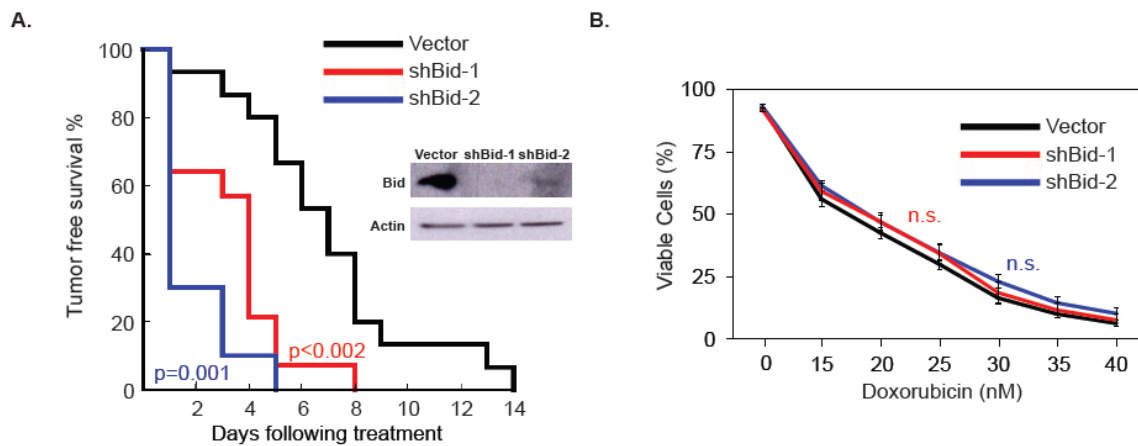 A.
Tumor free survival %
100
80
60
40
20
0
2 4 6 8 10 12 14
Days following treatment
Vector
shBid-1
shBid-2
Vector shBid-1 shBid-2
Bid
Actin
p<0.002
p=0.001
B.
Viable Cells (%)
100
75
50
25
0
0 15 20 25 30 35 40
Doxorubicin (nM)
Vector
shBid-1
shBid-2
n.s.
n.s.